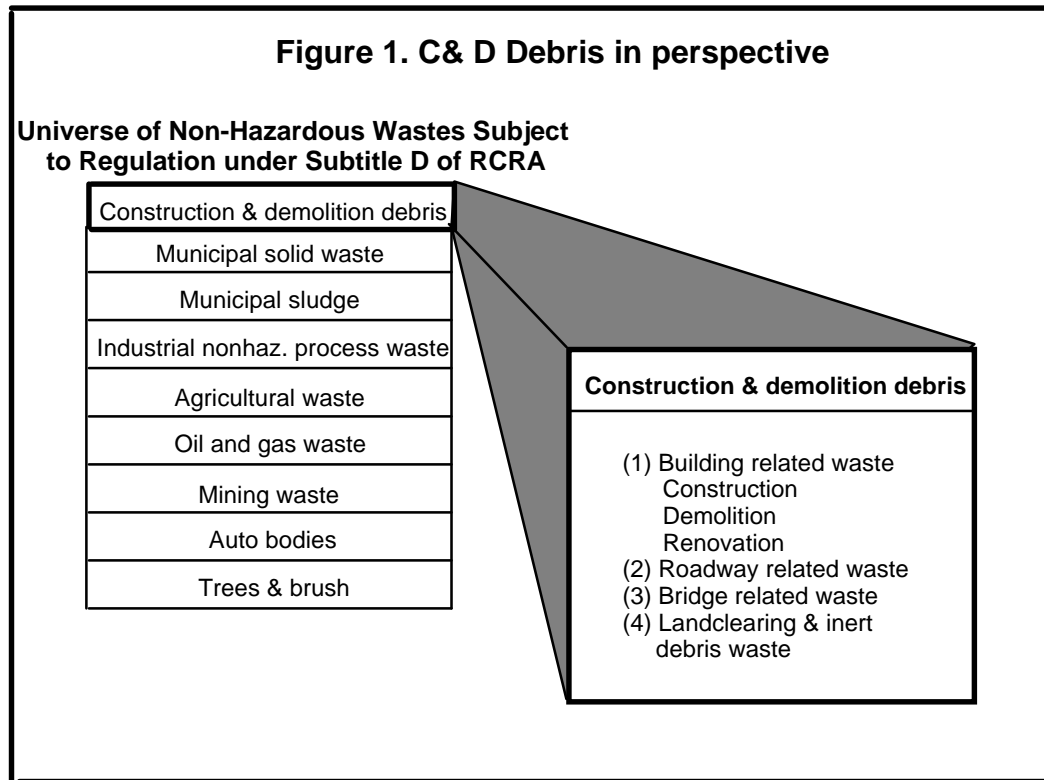 Figure 1. C& D Debris in perspective
Universe of Non-Hazardous Wastes Subject
to Regulation under Subtitle D of RCRA
Construction & demolition debris
Municipal solid waste
Municipal sludge
Industrial nonhaz. process waste
Agricultural waste
Oil and gas waste
Mining waste
Auto bodies
Trees & brush
Construction & demolition debris
(1) Building related waste
Construction
Demolition
Renovation
(2) Roadway related waste
(3) Bridge related waste
(4) Landclearing & inert
debris waste